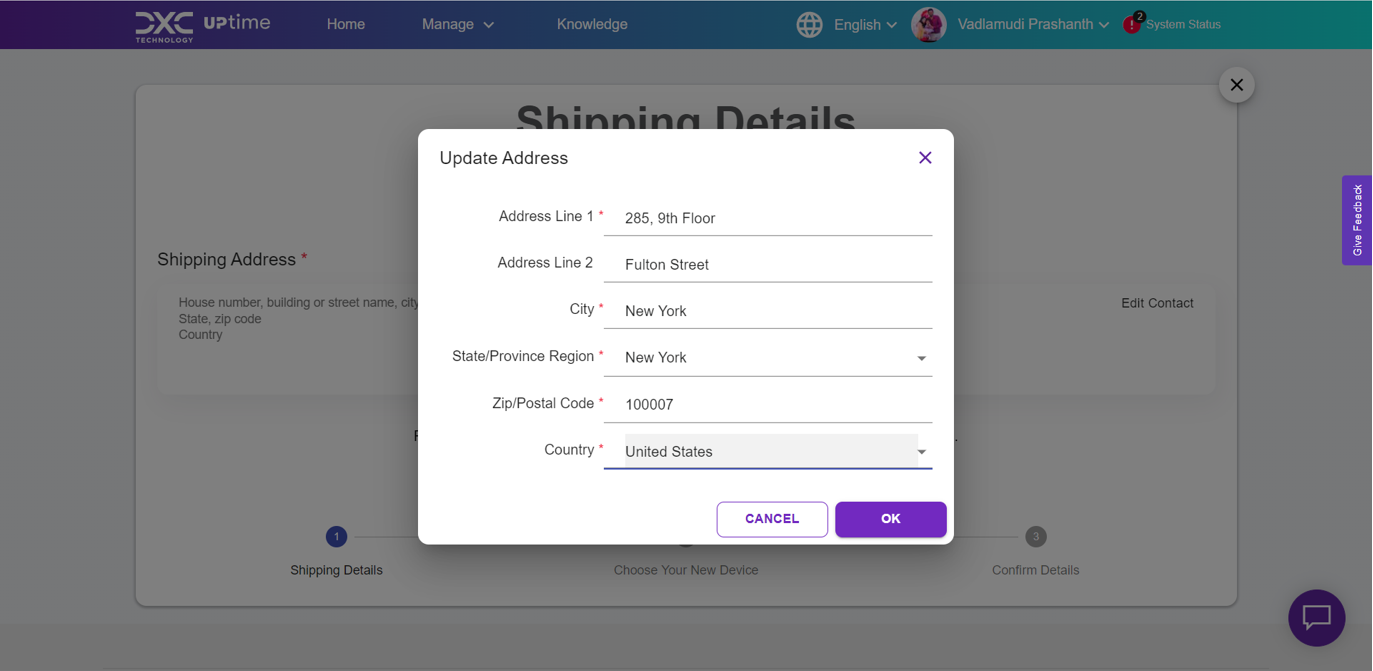 DXC
TECHNOLOGY
UPtime
Home
Manage
Knowledge
English
Vadlamudi Prashanth
2
System Status
Shipping Details
Update Address
Address Line 1 *
285, 9th Floor
Address Line 2
Fulton Street
City *
New York
State/Province Region *
New York
Zip/Postal Code *
100007
Country *
United States
CANCEL
OK
Shipping Address *
House number, building or street name, city
State, zip code
Country
Edit Contact
1
Shipping Details
Choose Your New Device
3
Confirm Details
Give Feedback